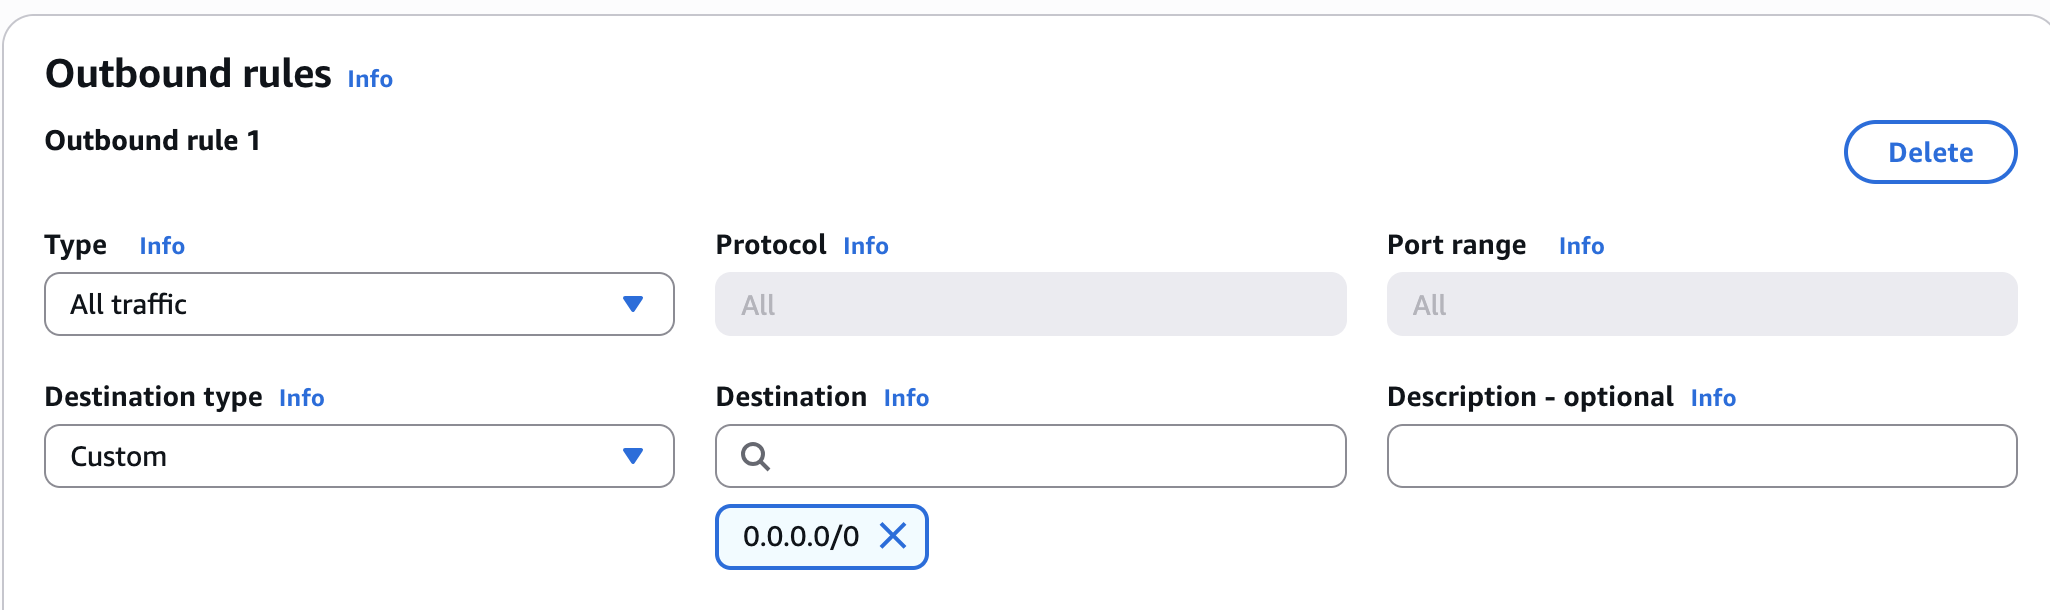 Outbound rules Info
Outbound rule 1
Delete
Type Info
Protocol Info
Port range Info
All traffic
All
All
Destination type Info
Destination Info
Description - optional Info
Custom
0.0.0.0/0